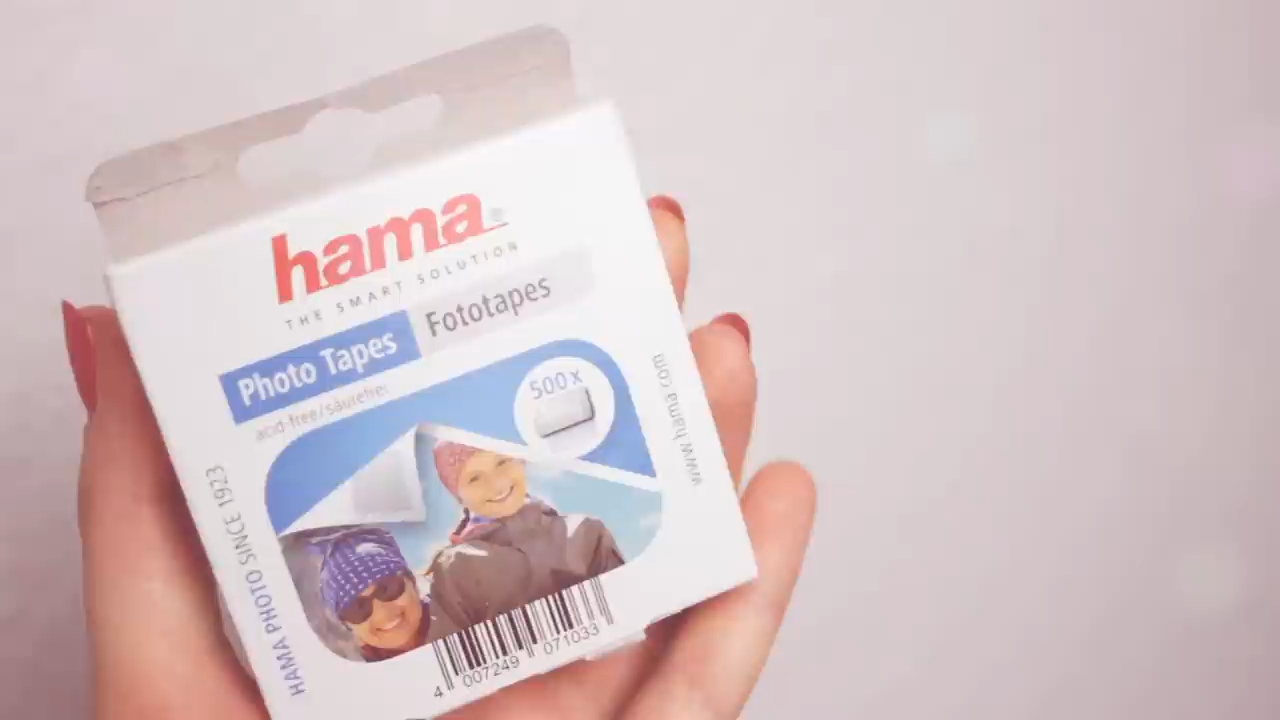 hama®
THE SMART SOLUTION
Photo Tapes Fototapes
acid-free/säurefrei
500x
www.hama.com
HAMA PHOTO SINCE 1923
4 007249 071033